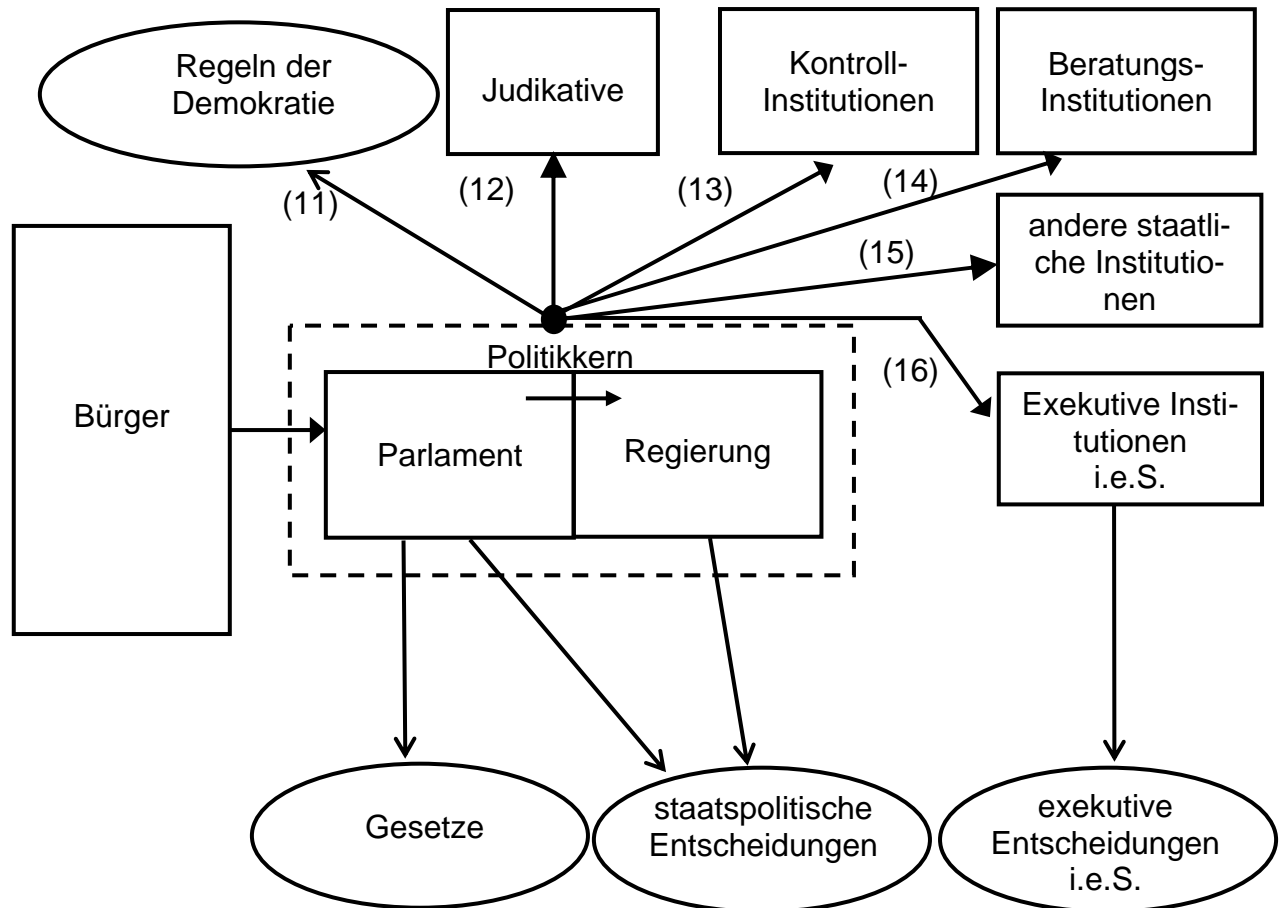 Regeln der
Demokratie
Judikative
Kontroll-
Institutionen
Beratungs-
Institutionen
(11)
(12)
(13)
(14)
(15)
andere staatli-
che Institutio-
nen
Bürger
Politikkern
(16)
Parlament
Regierung
Exekutive Insti-
tutionen
i.e.S.
Gesetze
staatspolitische
Entscheidungen
exekutive
Entscheidungen
i.e.S.